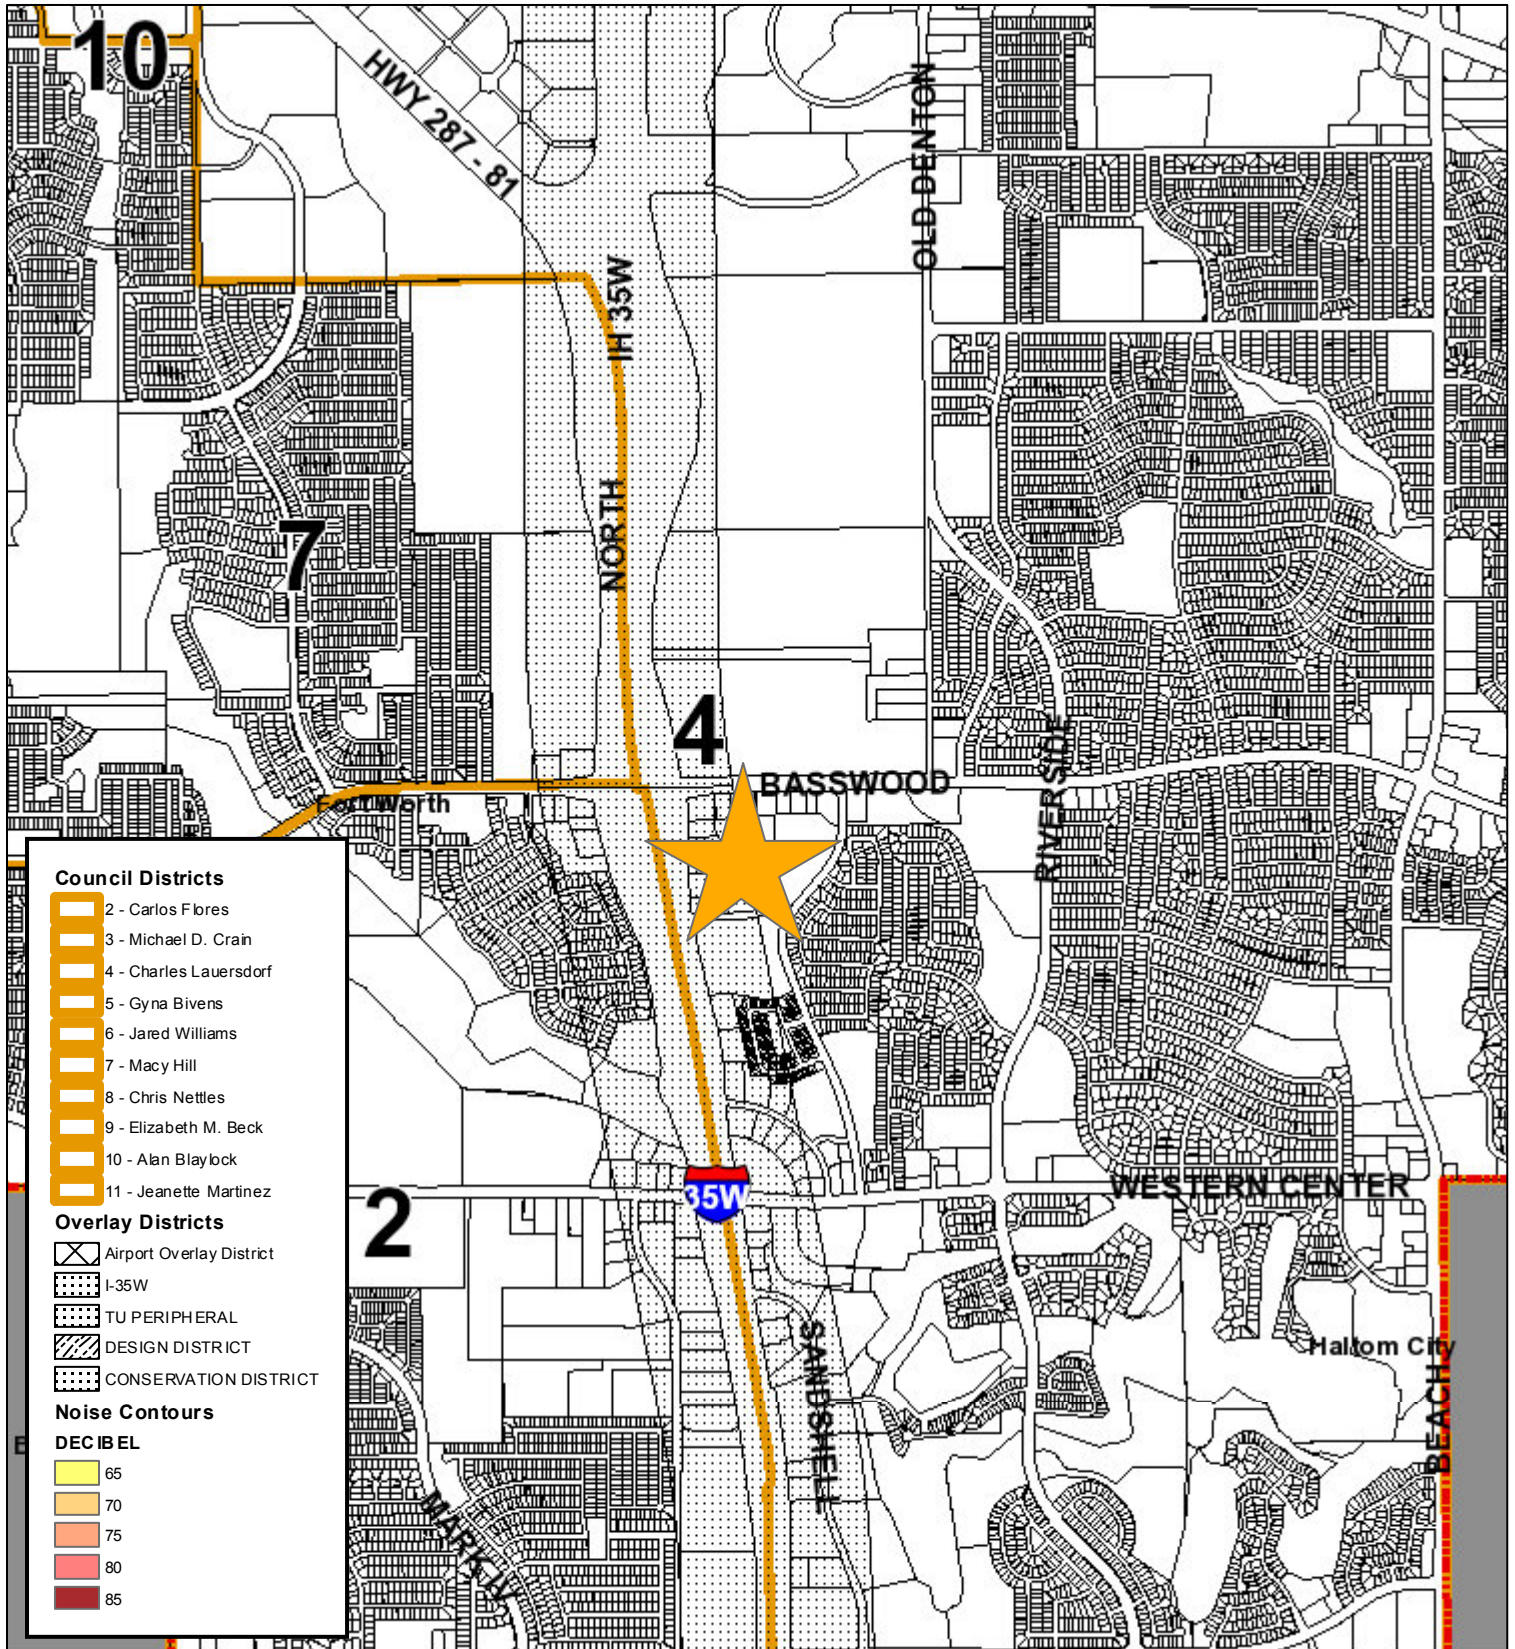 10
HWY 287 - 81
OLD DENTON
IH 35W
NORTH
7
4
BASSWOOD
RIVERSIDE
Fort Worth
Council Districts
2 - Carlos Flores
3 - Michael D. Crain
4 - Charles Lauersdorf
5 - Gyna Bivens
6 - Jared Williams
7 - Macy Hill
8 - Chris Nettles
9 - Elizabeth M. Beck
10 - Alan Blaylock
11 - Jeanette Martinez
Overlay Districts
Airport Overlay District
I-35W
TU PERIPHERAL
DESIGN DISTRICT
CONSERVATION DISTRICT
Noise Contours
DECIBEL
65
70
75
80
85
35W
WESTERN CENTER
2
SANDSHELL
Haltom City
BEACH
MARK IV